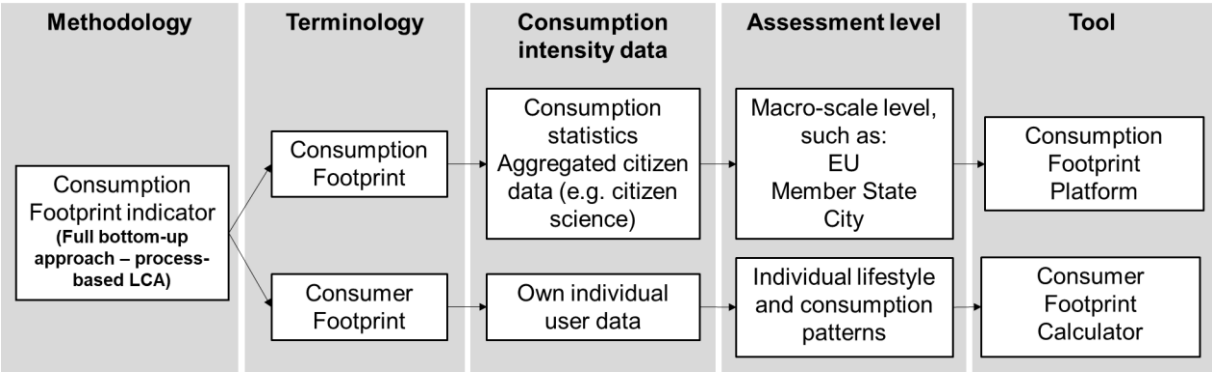 Methodology
Terminology
Consumption
intensity data
Assessment level
Tool
Consumption
Footprint indicator
(Full bottom-up
approach – process-
based LCA)
Consumption
Footprint
Consumption
statistics
Aggregated citizen
data (e.g. citizen
science)
Macro-scale level,
such as:
EU
Member State
City
Consumption
Footprint
Platform
Consumer
Footprint
Own individual
user data
Individual lifestyle
and consumption
patterns
Consumer
Footprint
Calculator